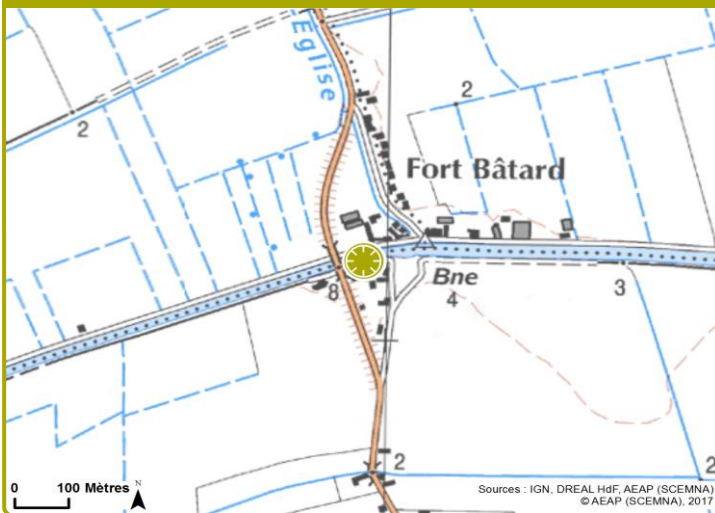 2
Eglise
2
Fort Bâtard
8
Bne
4
3
2
2
0 100 Mètres N
Sources : IGN, DREAL HdF, AEAP (SCEMNA)
© AEAP (SCEMNA), 2017